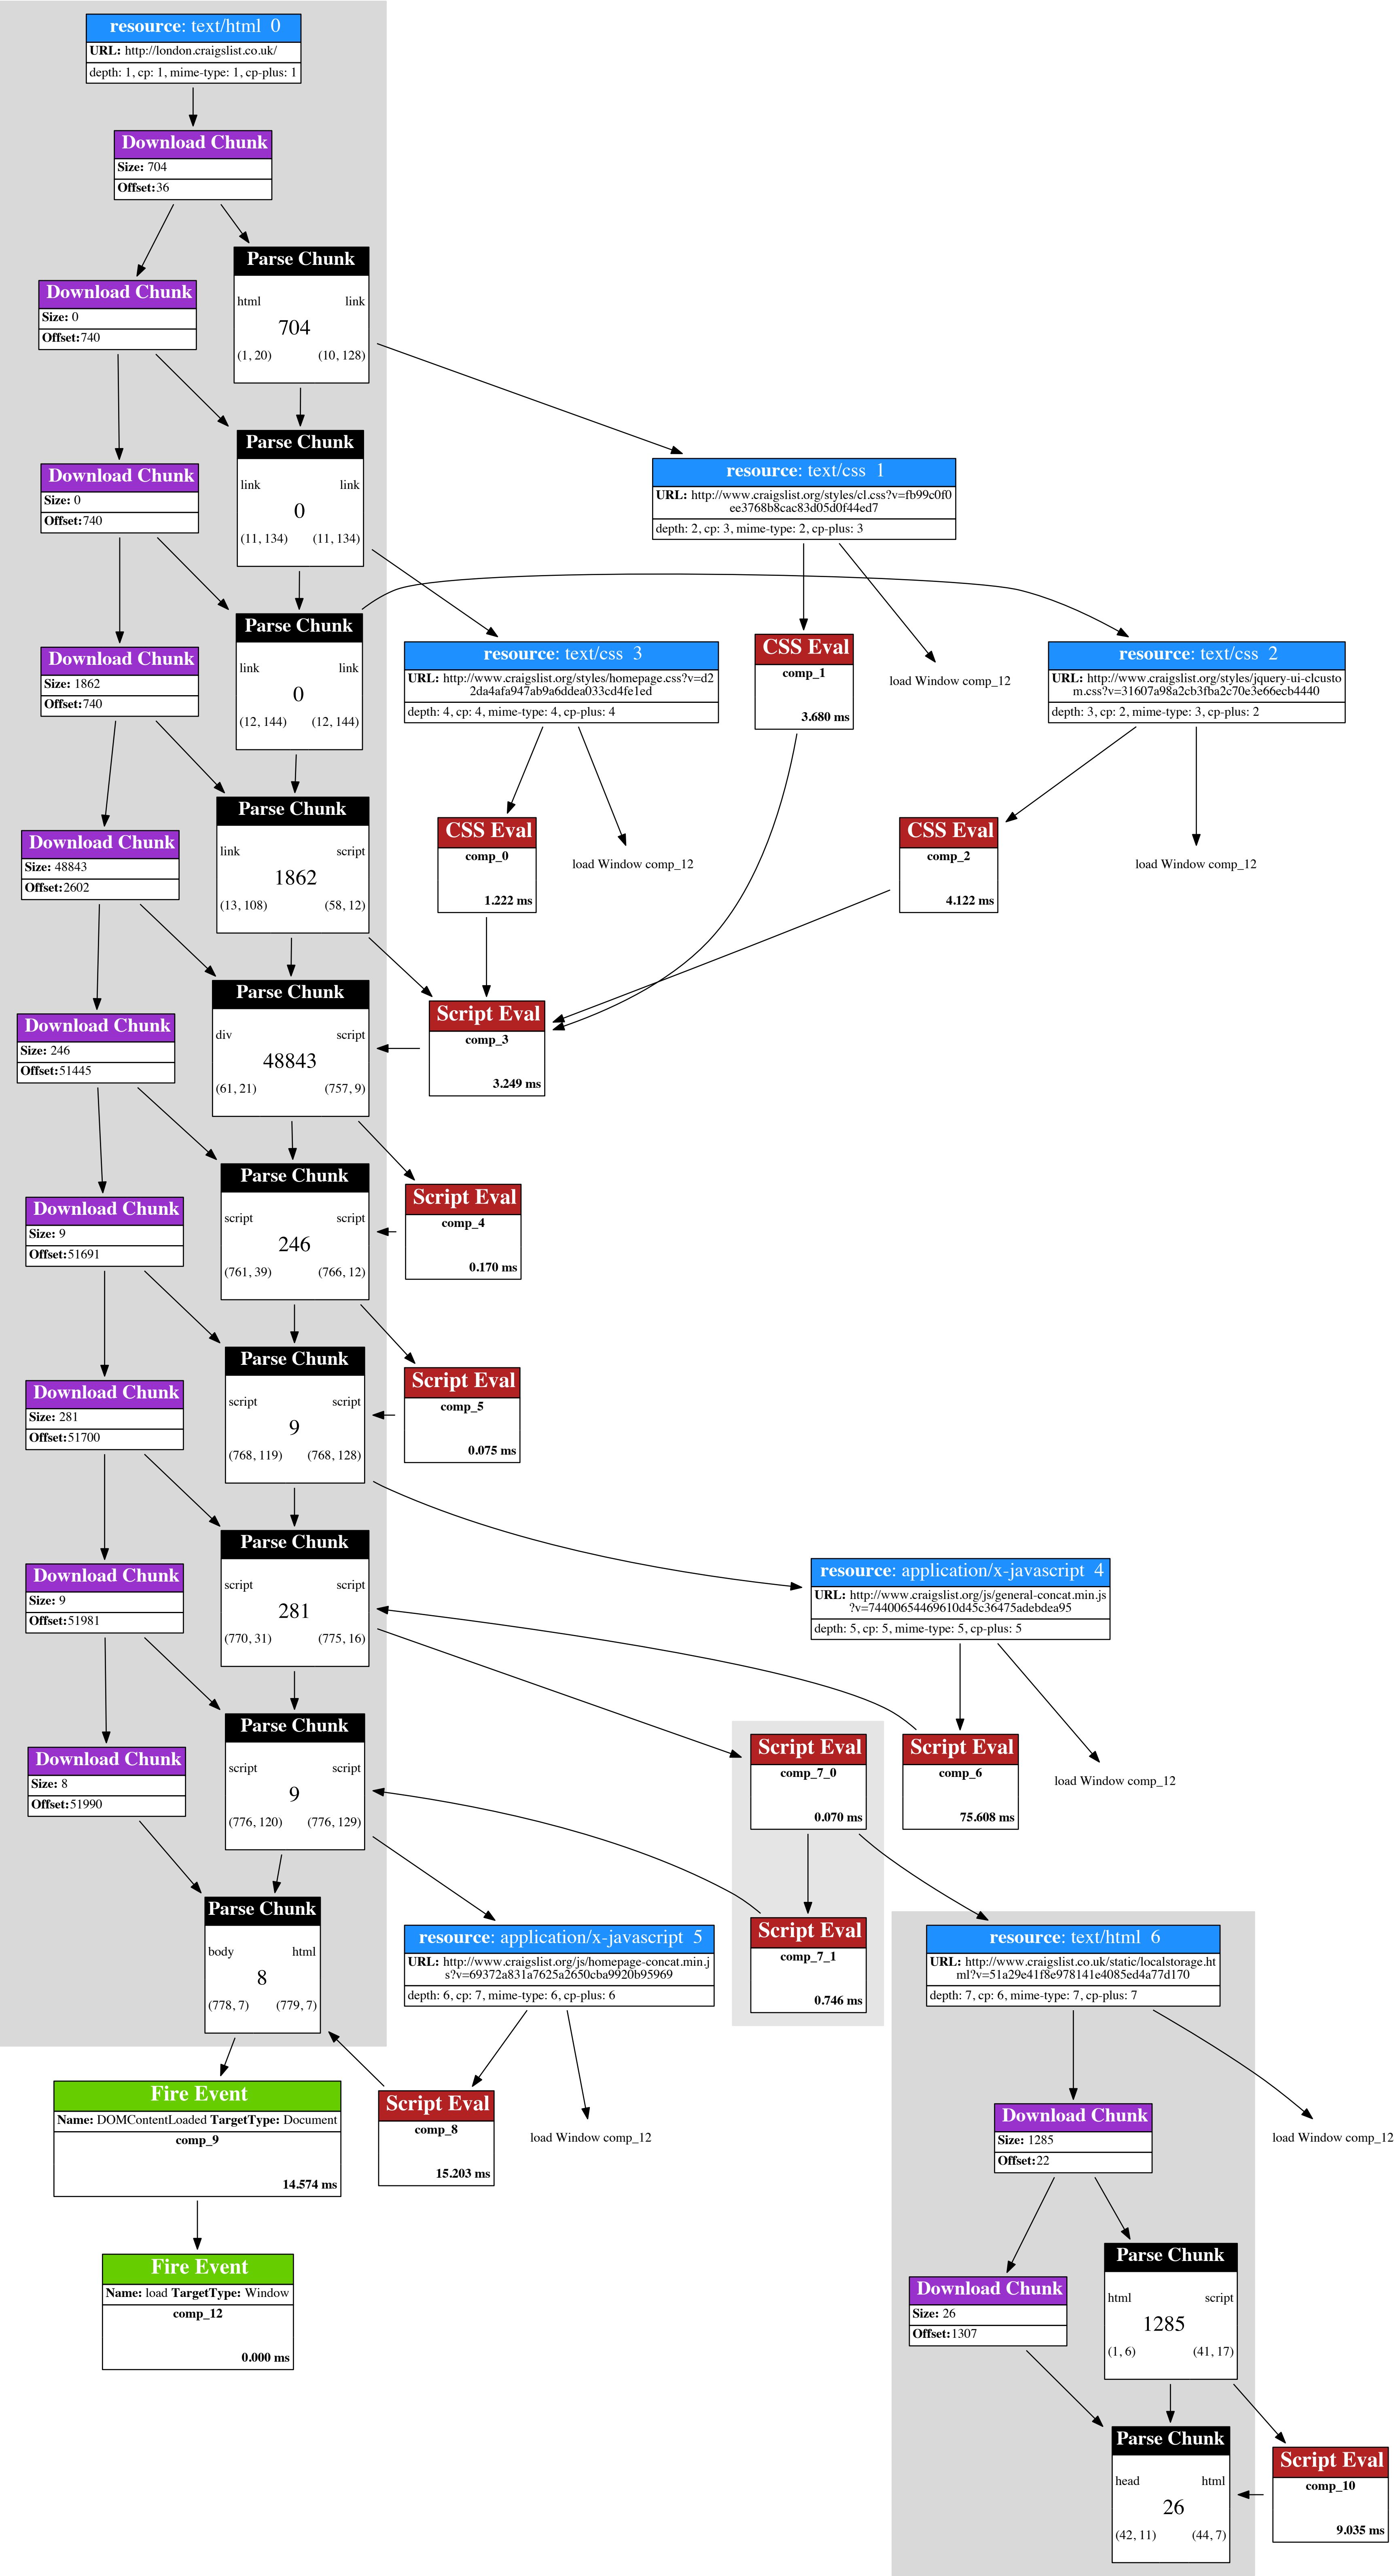 resource: text/html  0
URL: http://london.craigslist.co.uk/
depth: 1, cp: 1, mime-type: 1, cp-plus: 1
Download Chunk
Size: 704
Offset:36
Parse Chunk
html link
704
(1, 20) (10, 128)
Download Chunk
Size: 0
Offset:740
Parse Chunk
link link
0
(11, 134) (11, 134)
resource: text/css  1
URL: http://www.craigslist.org/styles/cl.css?v=fb99c0f0
ee3768b8cac83d05d0f44ed7
depth: 2, cp: 3, mime-type: 2, cp-plus: 3
Download Chunk
Size: 0
Offset:740
Parse Chunk
link link
0
(12, 144) (12, 144)
resource: text/css  3
URL: http://www.craigslist.org/styles/homepage.css?v=d2
2da4afa947ab9a6ddea033cd4fe1ed
depth: 4, cp: 4, mime-type: 4, cp-plus: 4
CSS Eval
comp_1
3.680 ms
load Window comp_12
resource: text/css  2
URL: http://www.craigslist.org/styles/jquery-ui-clcusto
m.css?v=31607a98a2cb3fba2c70e3e66ecb4440
depth: 3, cp: 2, mime-type: 3, cp-plus: 2
Download Chunk
Size: 1862
Offset:740
Parse Chunk
link script
1862
(13, 108) (58, 12)
CSS Eval
comp_0
1.222 ms
load Window comp_12
CSS Eval
comp_2
4.122 ms
load Window comp_12
Download Chunk
Size: 48843
Offset:2602
Parse Chunk
div script
48843
(61, 21) (757, 9)
Script Eval
comp_3
3.249 ms
Download Chunk
Size: 246
Offset:51445
Parse Chunk
script script
246
(761, 39) (766, 12)
Script Eval
comp_4
0.170 ms
Download Chunk
Size: 9
Offset:51691
Parse Chunk
script script
9
(768, 119) (768, 128)
Script Eval
comp_5
0.075 ms
Download Chunk
Size: 281
Offset:51700
Parse Chunk
script script
281
(770, 31) (775, 16)
resource: application/x-javascript  4
URL: http://www.craigslist.org/js/general-concat.min.js
?v=74400654469610d45c36475adebdea95
depth: 5, cp: 5, mime-type: 5, cp-plus: 5
Download Chunk
Size: 9
Offset:51981
Parse Chunk
script script
9
(776, 120) (776, 129)
Script Eval
comp_7_0
0.070 ms
Script Eval
comp_6
75.608 ms
load Window comp_12
Download Chunk
Size: 8
Offset:51990
Parse Chunk
body html
8
(778, 7) (779, 7)
resource: application/x-javascript  5
URL: http://www.craigslist.org/js/homepage-concat.min.j
s?v=69372a831a7625a2650cba9920b95969
depth: 6, cp: 7, mime-type: 6, cp-plus: 6
Script Eval
comp_7_1
0.746 ms
resource: text/html  6
URL: http://www.craigslist.co.uk/static/localstorage.ht
ml?v=51a29e41f8e978141e4085ed4a77d170
depth: 7, cp: 6, mime-type: 7, cp-plus: 7
Fire Event
Name: DOMContentLoaded TargetType: Document
comp_9
14.574 ms
Script Eval
comp_8
15.203 ms
load Window comp_12
Download Chunk
Size: 1285
Offset:22
load Window comp_12
Fire Event
Name: load TargetType: Window
comp_12
0.000 ms
Download Chunk
Size: 26
Offset:1307
Parse Chunk
html script
1285
(1, 6) (41, 17)
Parse Chunk
head html
26
(42, 11) (44, 7)
Script Eval
comp_10
9.035 ms